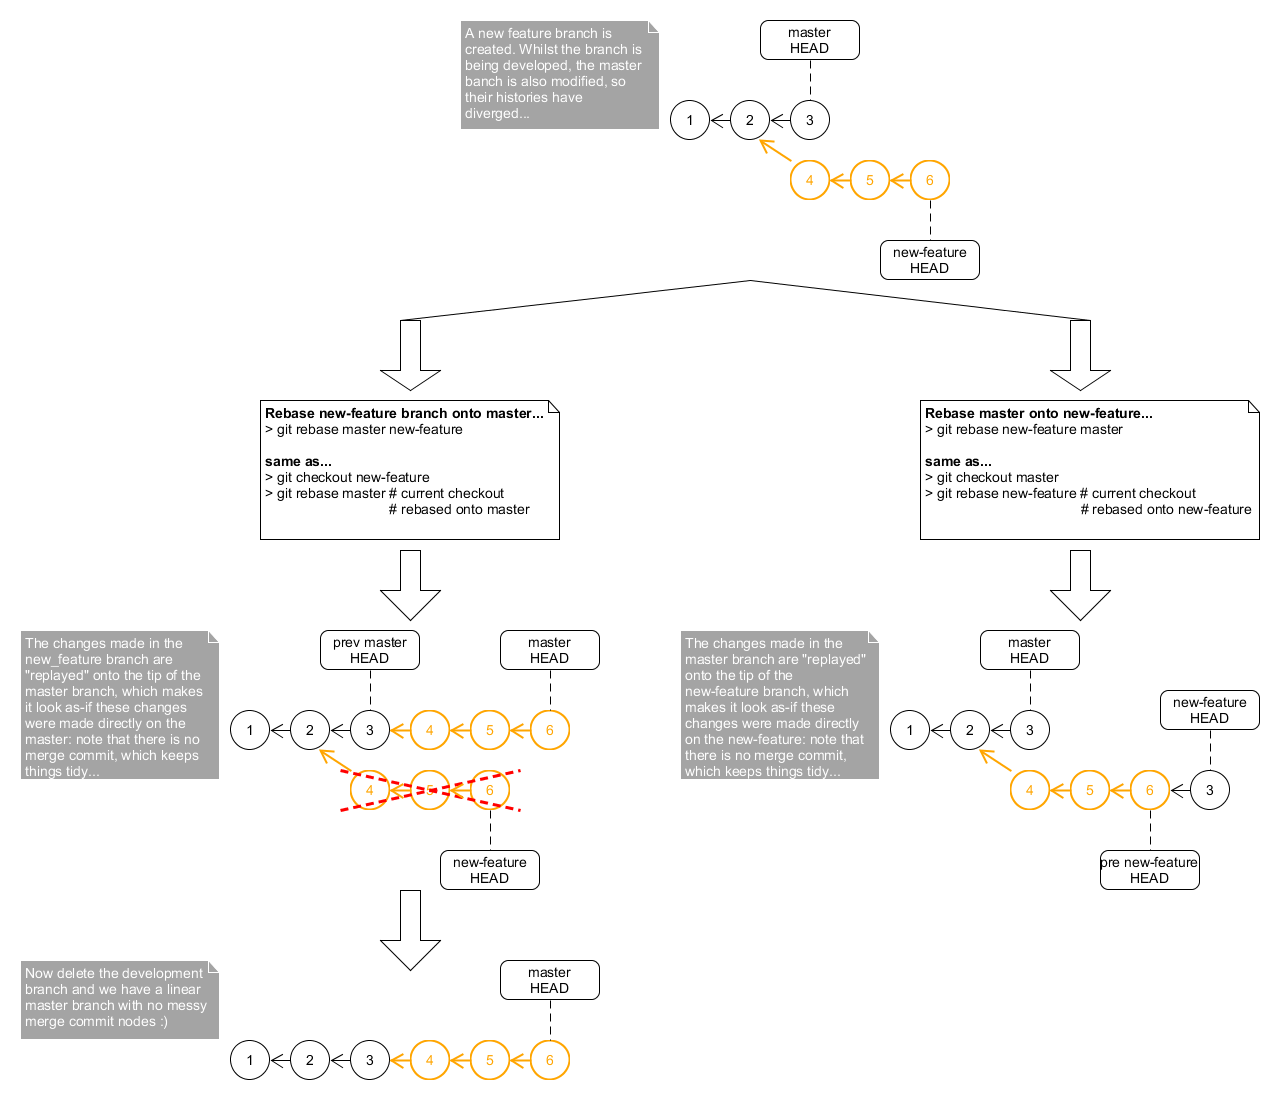 A new feature branch is
created. Whilst the branch is
being developed, the master
banch is also modified, so
their histories have
diverged...
master
HEAD
1
2
3
4
5
6
new-feature
HEAD
Rebase new-feature branch onto master...
> git rebase master new-feature
same as...
> git checkout new-feature
> git rebase master # current checkout
# rebased onto master
Rebase master onto new-feature...
> git rebase new-feature master
same as...
> git checkout master
> git rebase new-feature # current checkout
# rebased onto new-feature
The changes made in the
new_feature branch are
"replayed" onto the tip of the
master branch, which makes
it look as-if these changes
were made directly on the
master: note that there is no
merge commit, which keeps
things tidy...
prev master
HEAD
master
HEAD
1
2
3
4
5
6
4
5
6
new-feature
HEAD
The changes made in the
master branch are "replayed"
onto the tip of the
new-feature branch, which
makes it look as-if these
changes were made directly
on the new-feature: note that
there is no merge commit,
which keeps things tidy...
master
HEAD
new-feature
HEAD
1
2
3
4
5
6
3
pre new-feature
HEAD
Now delete the development
branch and we have a linear
master branch with no messy
merge commit nodes :)
master
HEAD
1
2
3
4
5
6